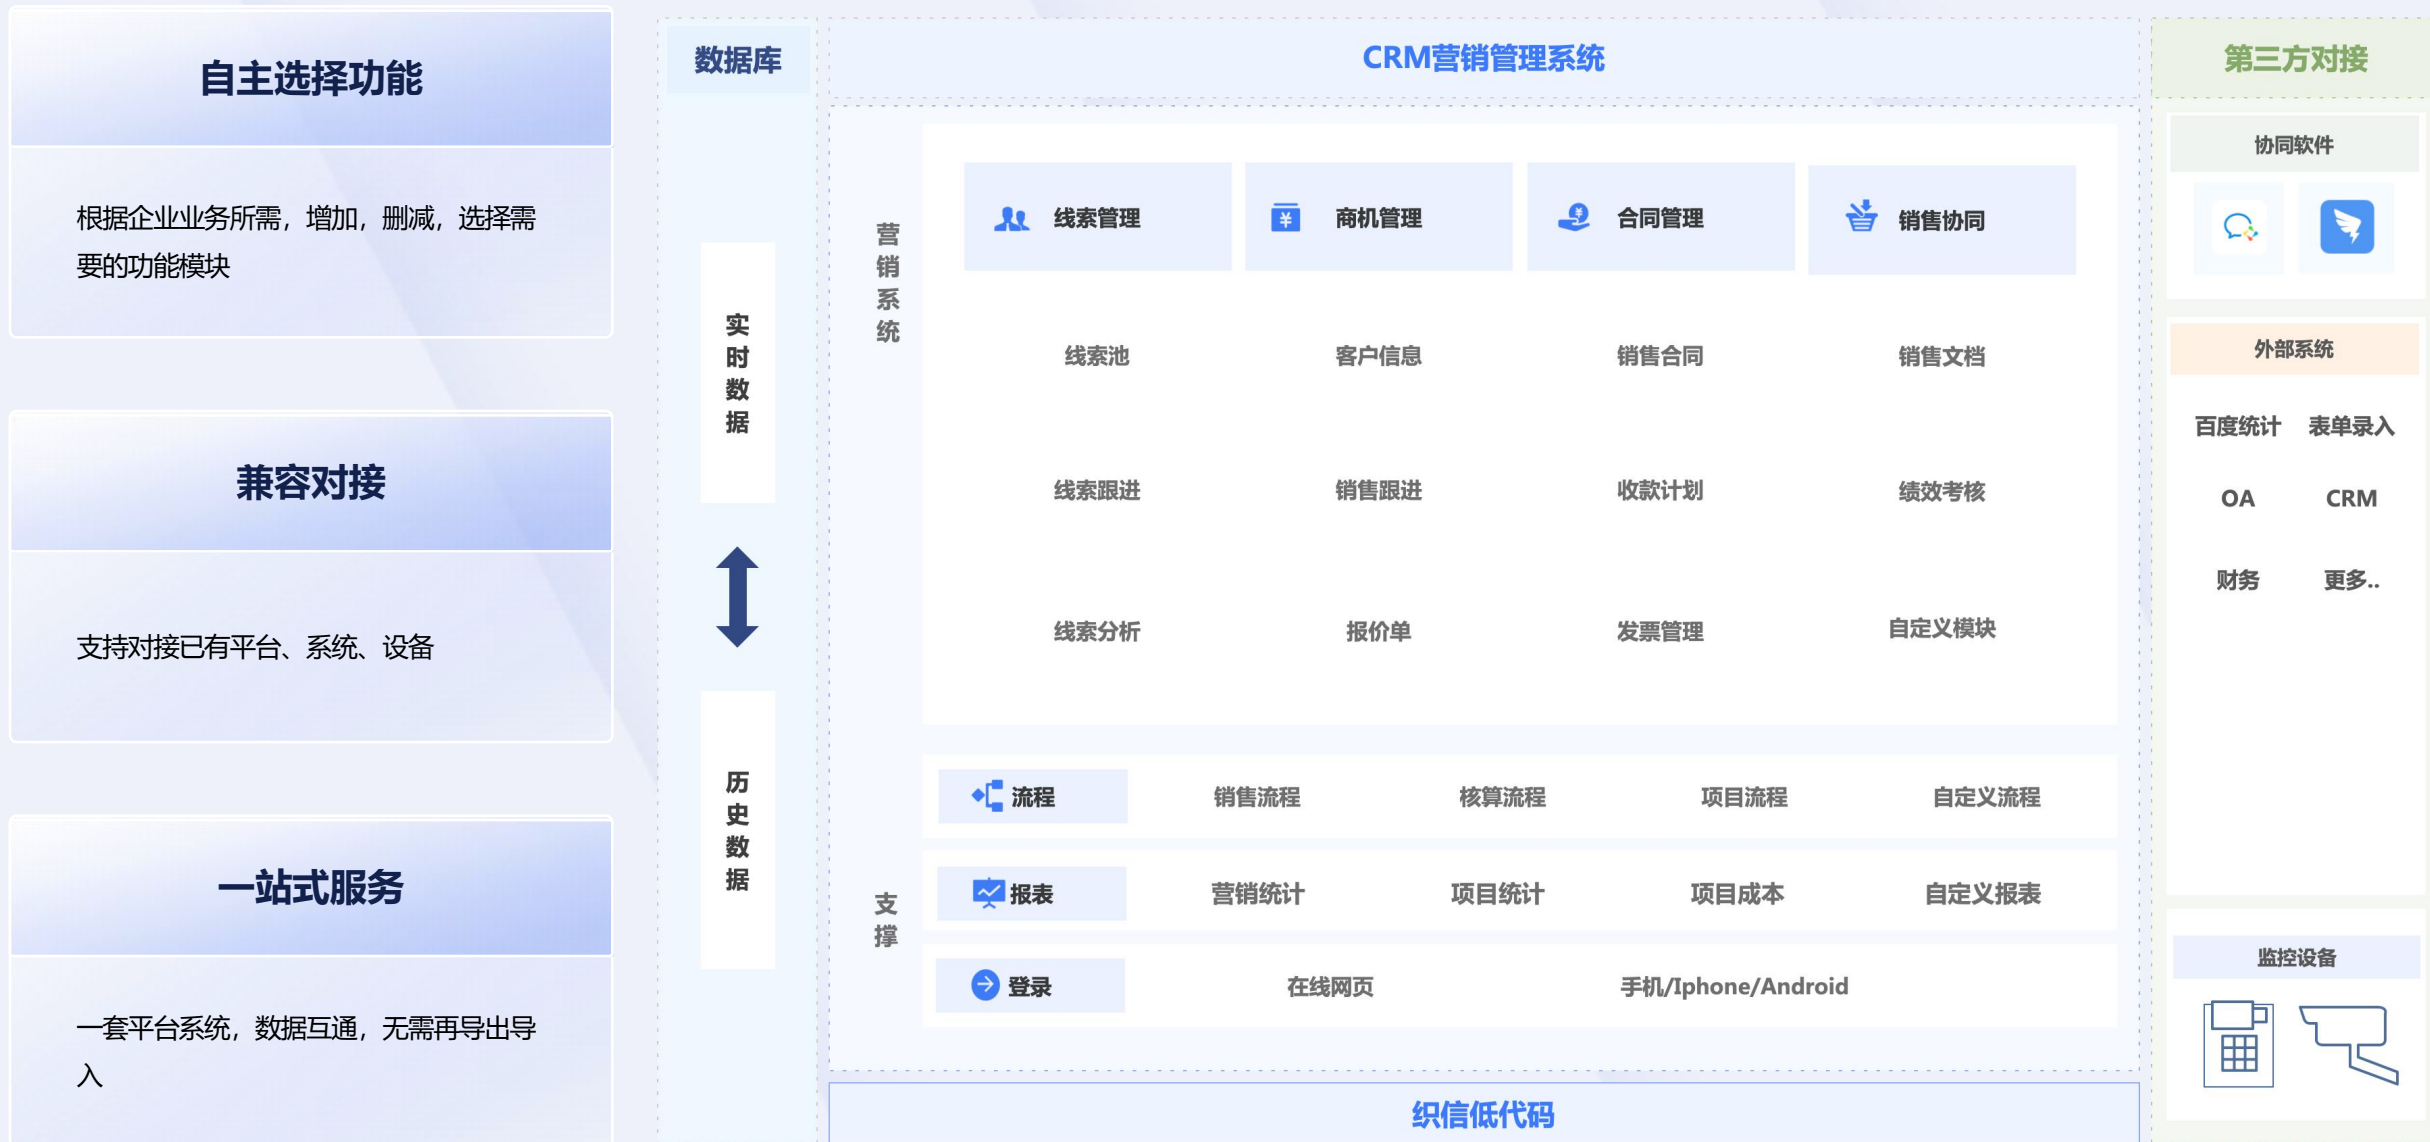 自主选择功能
根据企业业务所需，增加，删减，选择需
要的功能模块
兼容对接
支持对接已有平台、系统、设备
一站式服务
一套平台系统，数据互通，无需再导出导
入
数据库
实时数据
历史数据
CRM营销管理系统
营销系统
线索管理
商机管理
合同管理
销售协同
线索池
客户信息
销售合同
销售文档
线索跟进
销售跟进
收款计划
绩效考核
线索分析
报价单
发票管理
自定义模块
支撑
流程
销售流程
核算流程
项目流程
自定义流程
报表
营销统计
项目统计
项目成本
自定义报表
登录
在线网页
手机/Iphone/Android
织信低代码
第三方对接
协同软件
外部系统
百度统计
表单录入
OA
CRM
财务
更多..
监控设备